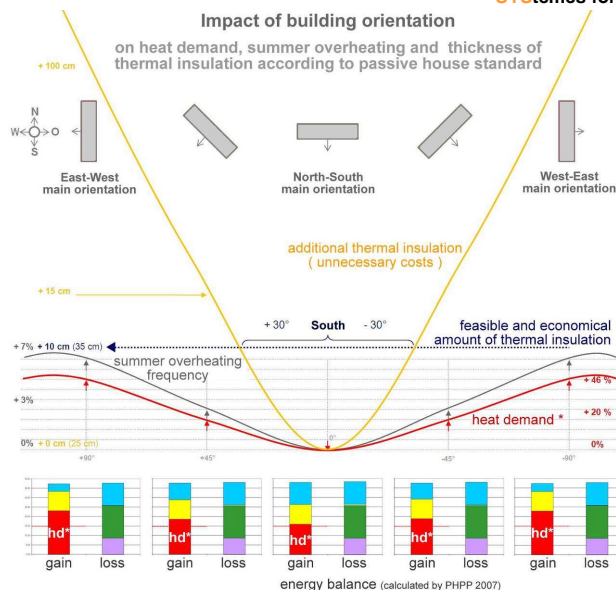 STEmes for
Impact of building orientation
on heat demand, summer overheating and thickness of
thermal insulation according to passive house standard
+ 100 cm
N
W O
S
East-West
main orientation
North-South
main orientation
West-East
main orientation
additional thermal insulation
( unnecessary costs )
+ 15 cm
+ 30° South - 30°
feasible and economical
amount of thermal insulation
+ 7% + 10 cm (35 cm)
summer overheating
frequency
+ 46 %
+ 3%
+ 20 %
heat demand *
0°
0% + 0 cm (25 cm)
0%
+90° +45° -45° -90°
hd* hd* hd* hd* hd*
gain loss gain loss gain loss gain loss gain loss
energy balance (calculated by PHPP 2007)